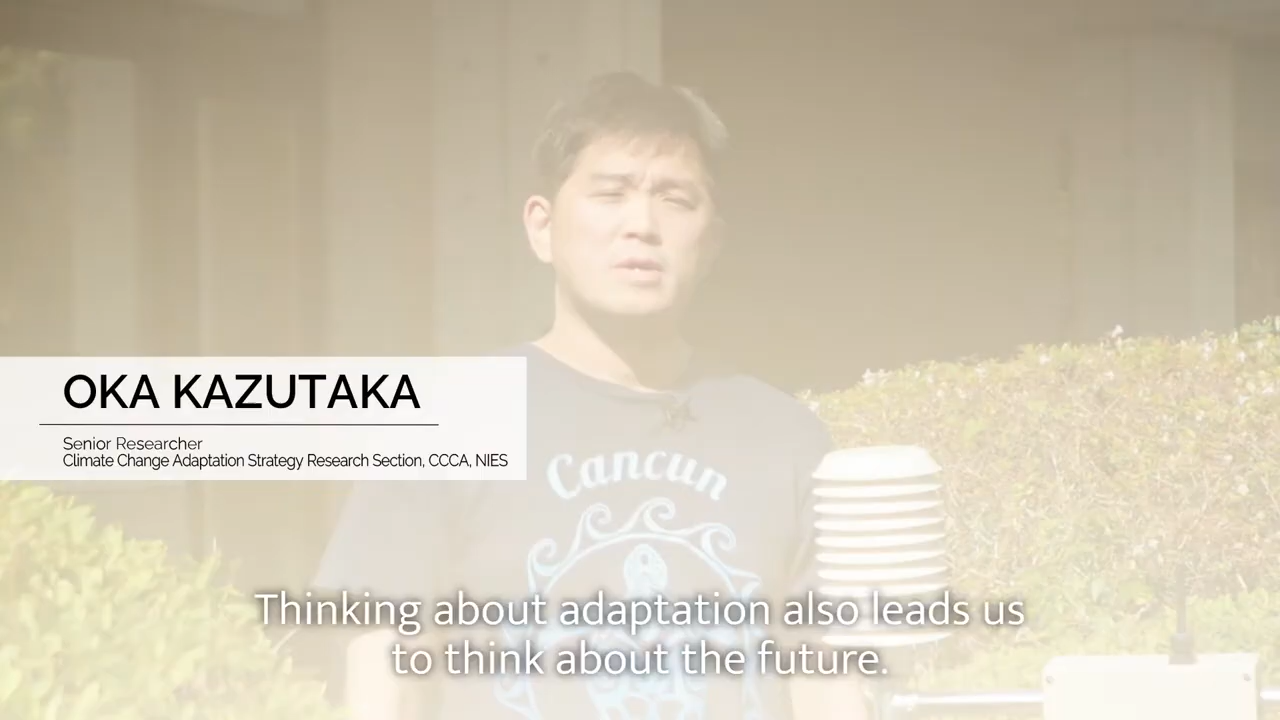 OKA KAZUTAKA
Senior Researcher
Climate Change Adaptation Strategy Research Section, CCCA, NIES
Cancun
Thinking about adaptation also leads us
to think about the future.